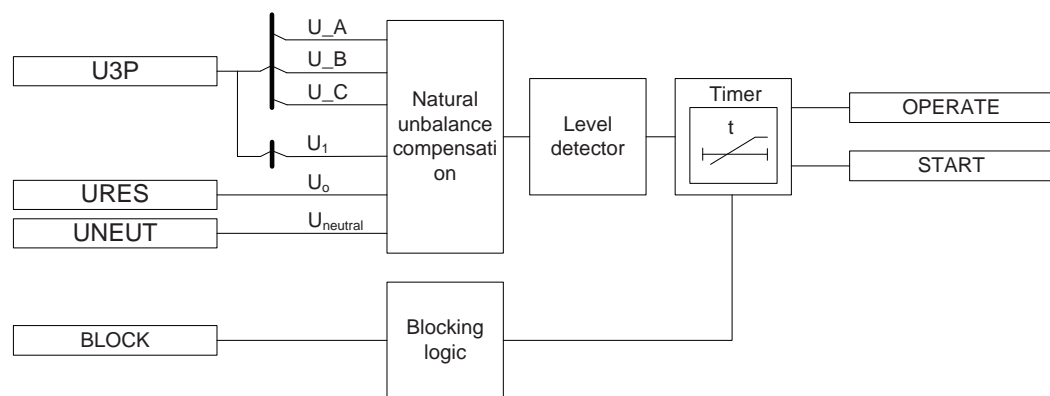 U3P
U_A
U_B
U_C
U₁
URES
Uₒ
UNEUT
Uneutral
Natural
unbalance
compensati
on
Level
detector
Timer
t
OPERATE
START
BLOCK
Blocking
logic